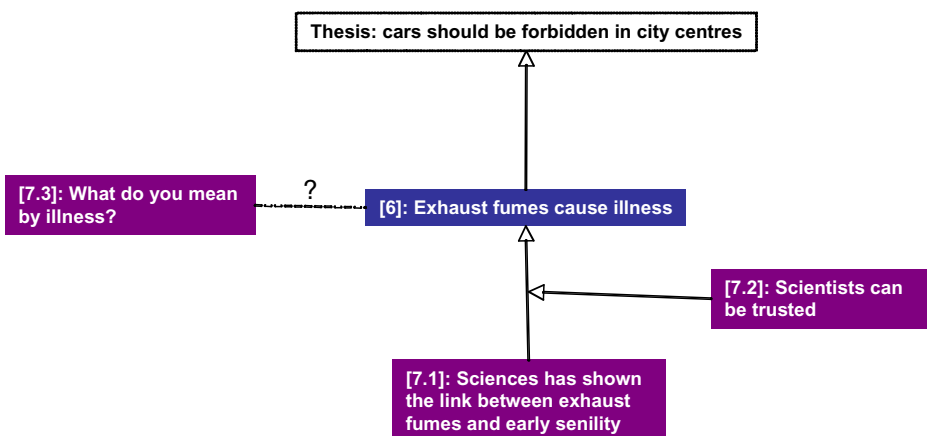 Thesis: cars should be forbidden in city centres
[7.3]: What do you mean
by illness?
?
[6]: Exhaust fumes cause illness
[7.2]: Scientists can
be trusted
[7.1]: Sciences has shown
the link between exhaust
fumes and early senility